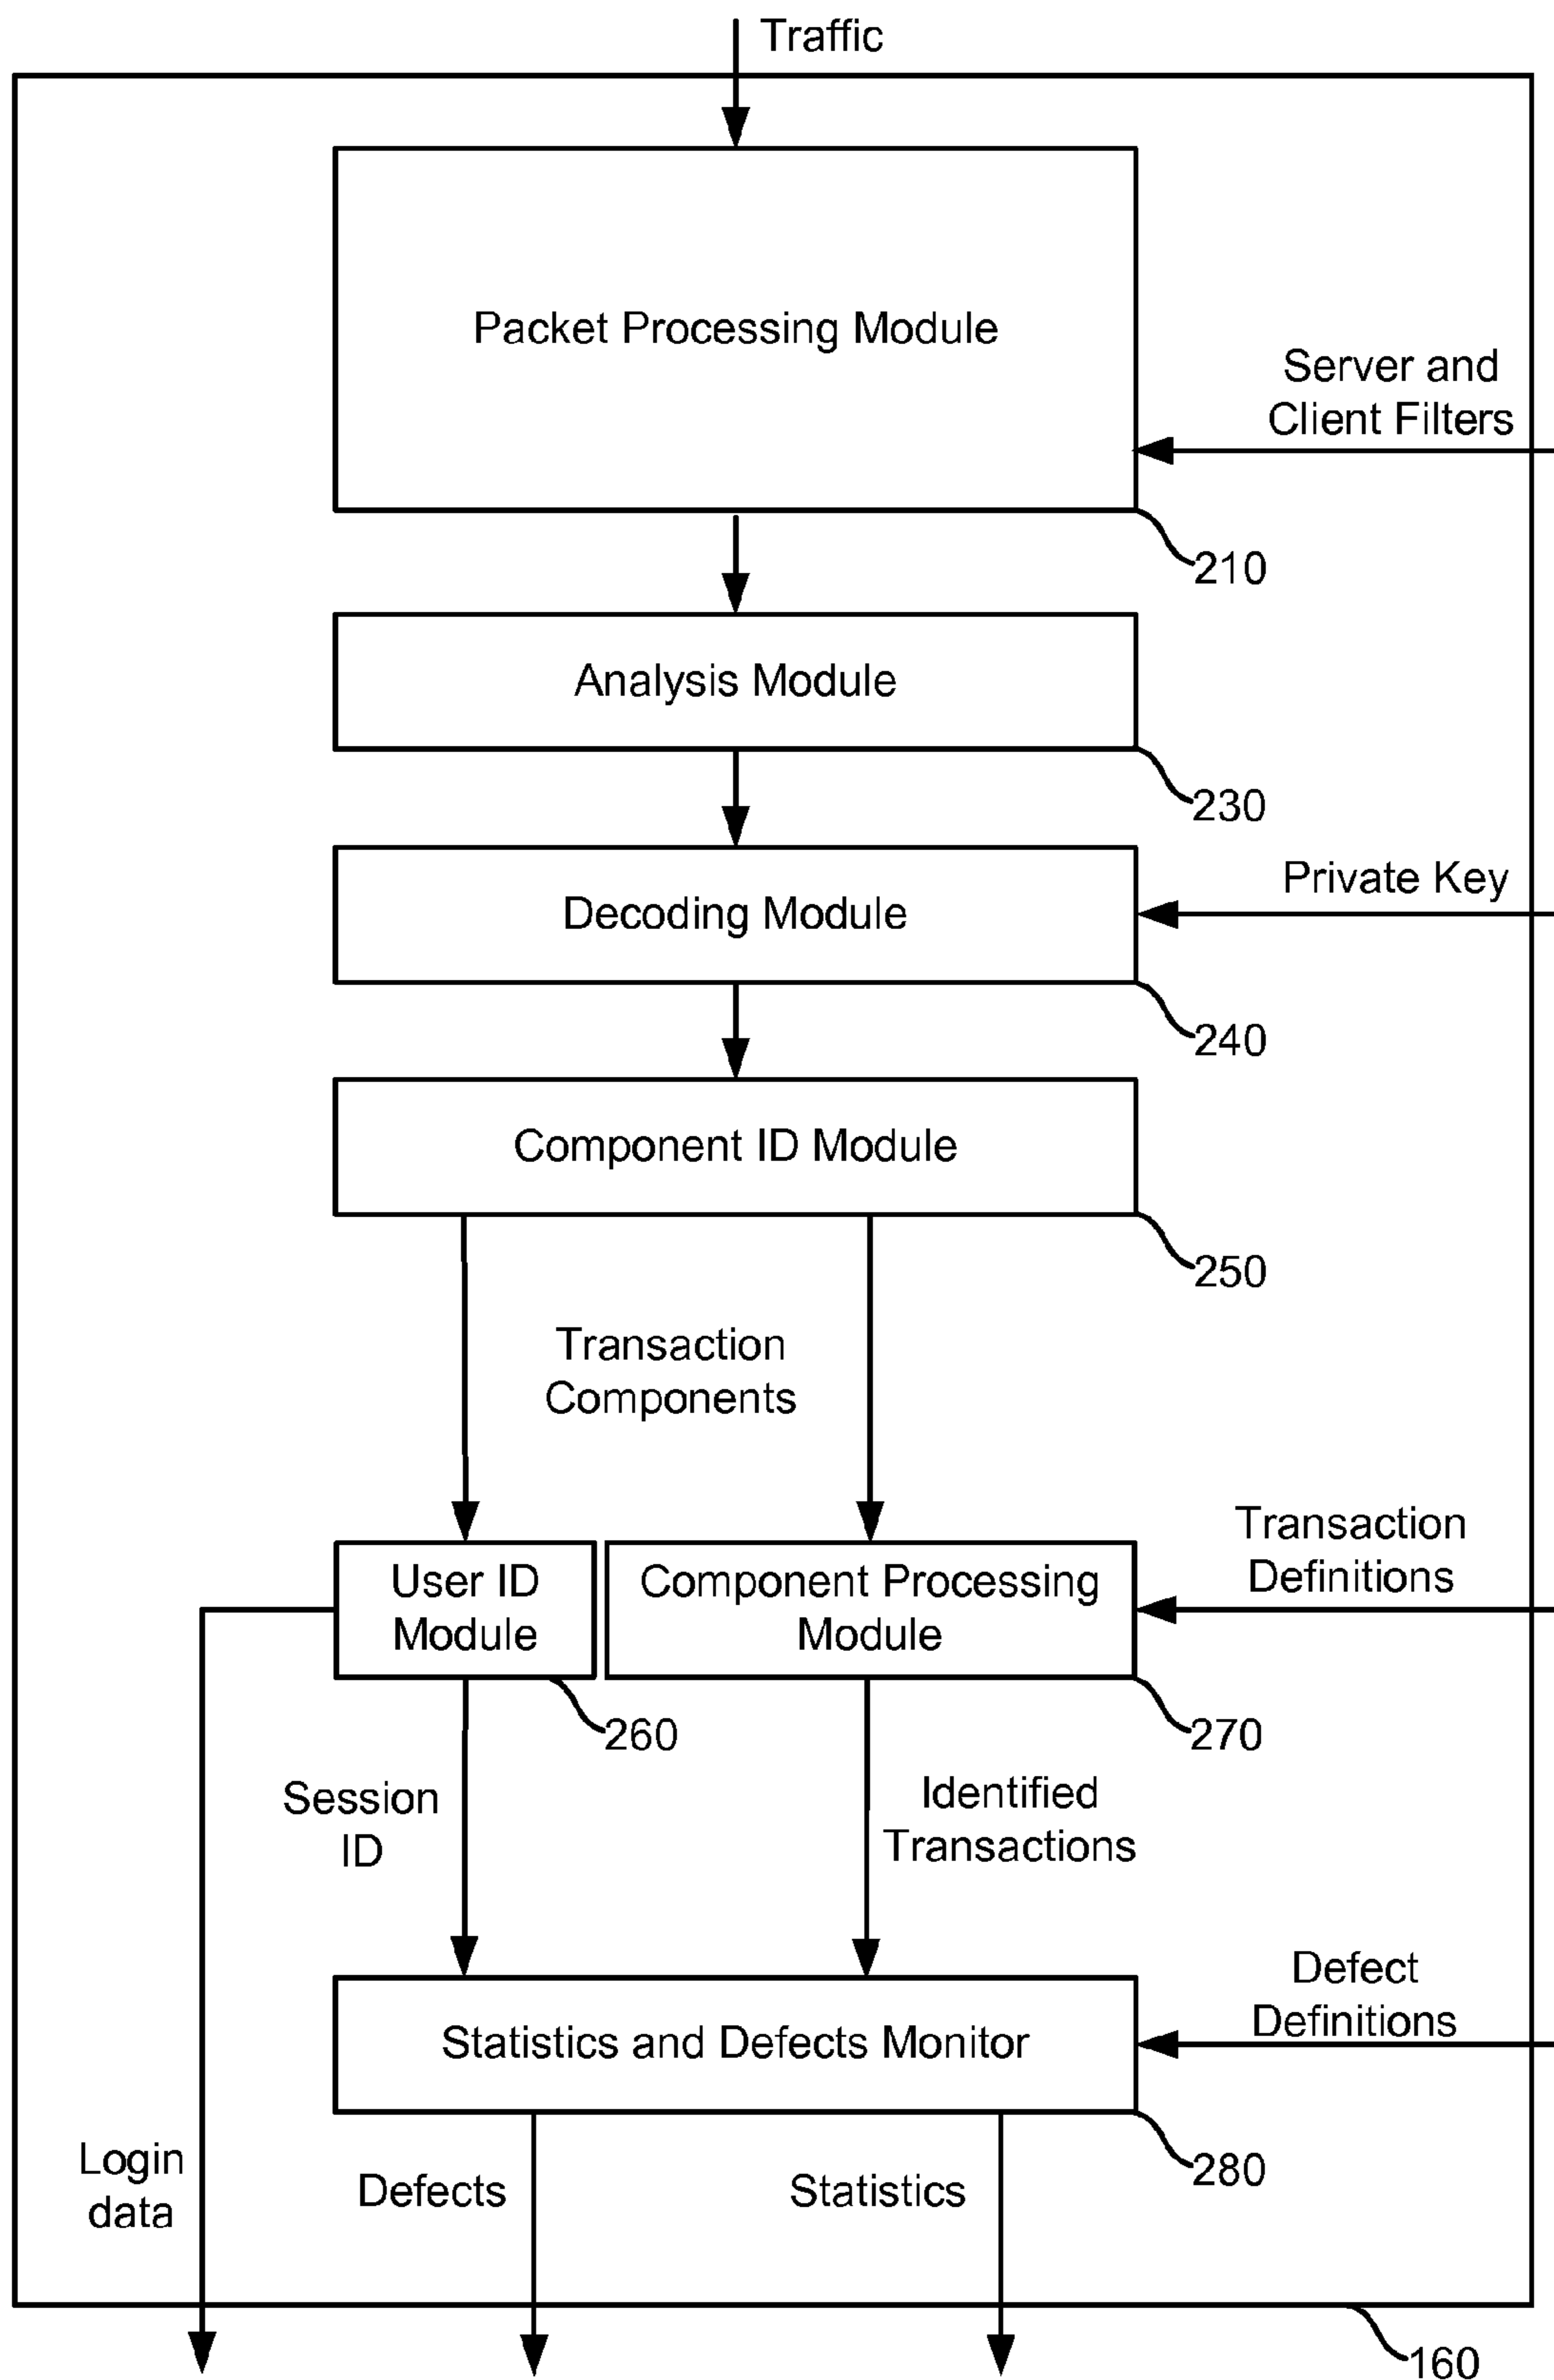 Traffic
Packet Processing Module
Server and
Client Filters
210
Analysis Module
230
Private Key
Decoding Module
240
Component ID Module
250
Transaction
Components
Transaction
Definitions
User ID
Module
Component Processing
Module
260
270
Session
ID
Identified
Transactions
Defect
Definitions
Statistics and Defects Monitor
280
Login
data
Defects
Statistics
160